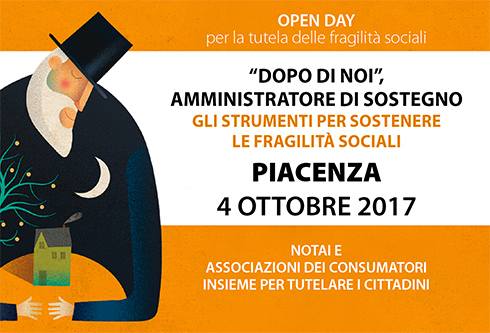 OPEN DAY
per la tutela delle fragilità sociali
“DOPO DI NOI”,
AMMINISTRATORE DI SOSTEGNO
GLI STRUMENTI PER SOSTENERE
LE FRAGILITÀ SOCIALI
PIACENZA
4 OTTOBRE 2017
NOTAI E
ASSOCIAZIONI DEI CONSUMATORI
INSIEME PER TUTELARE I CITTADINI